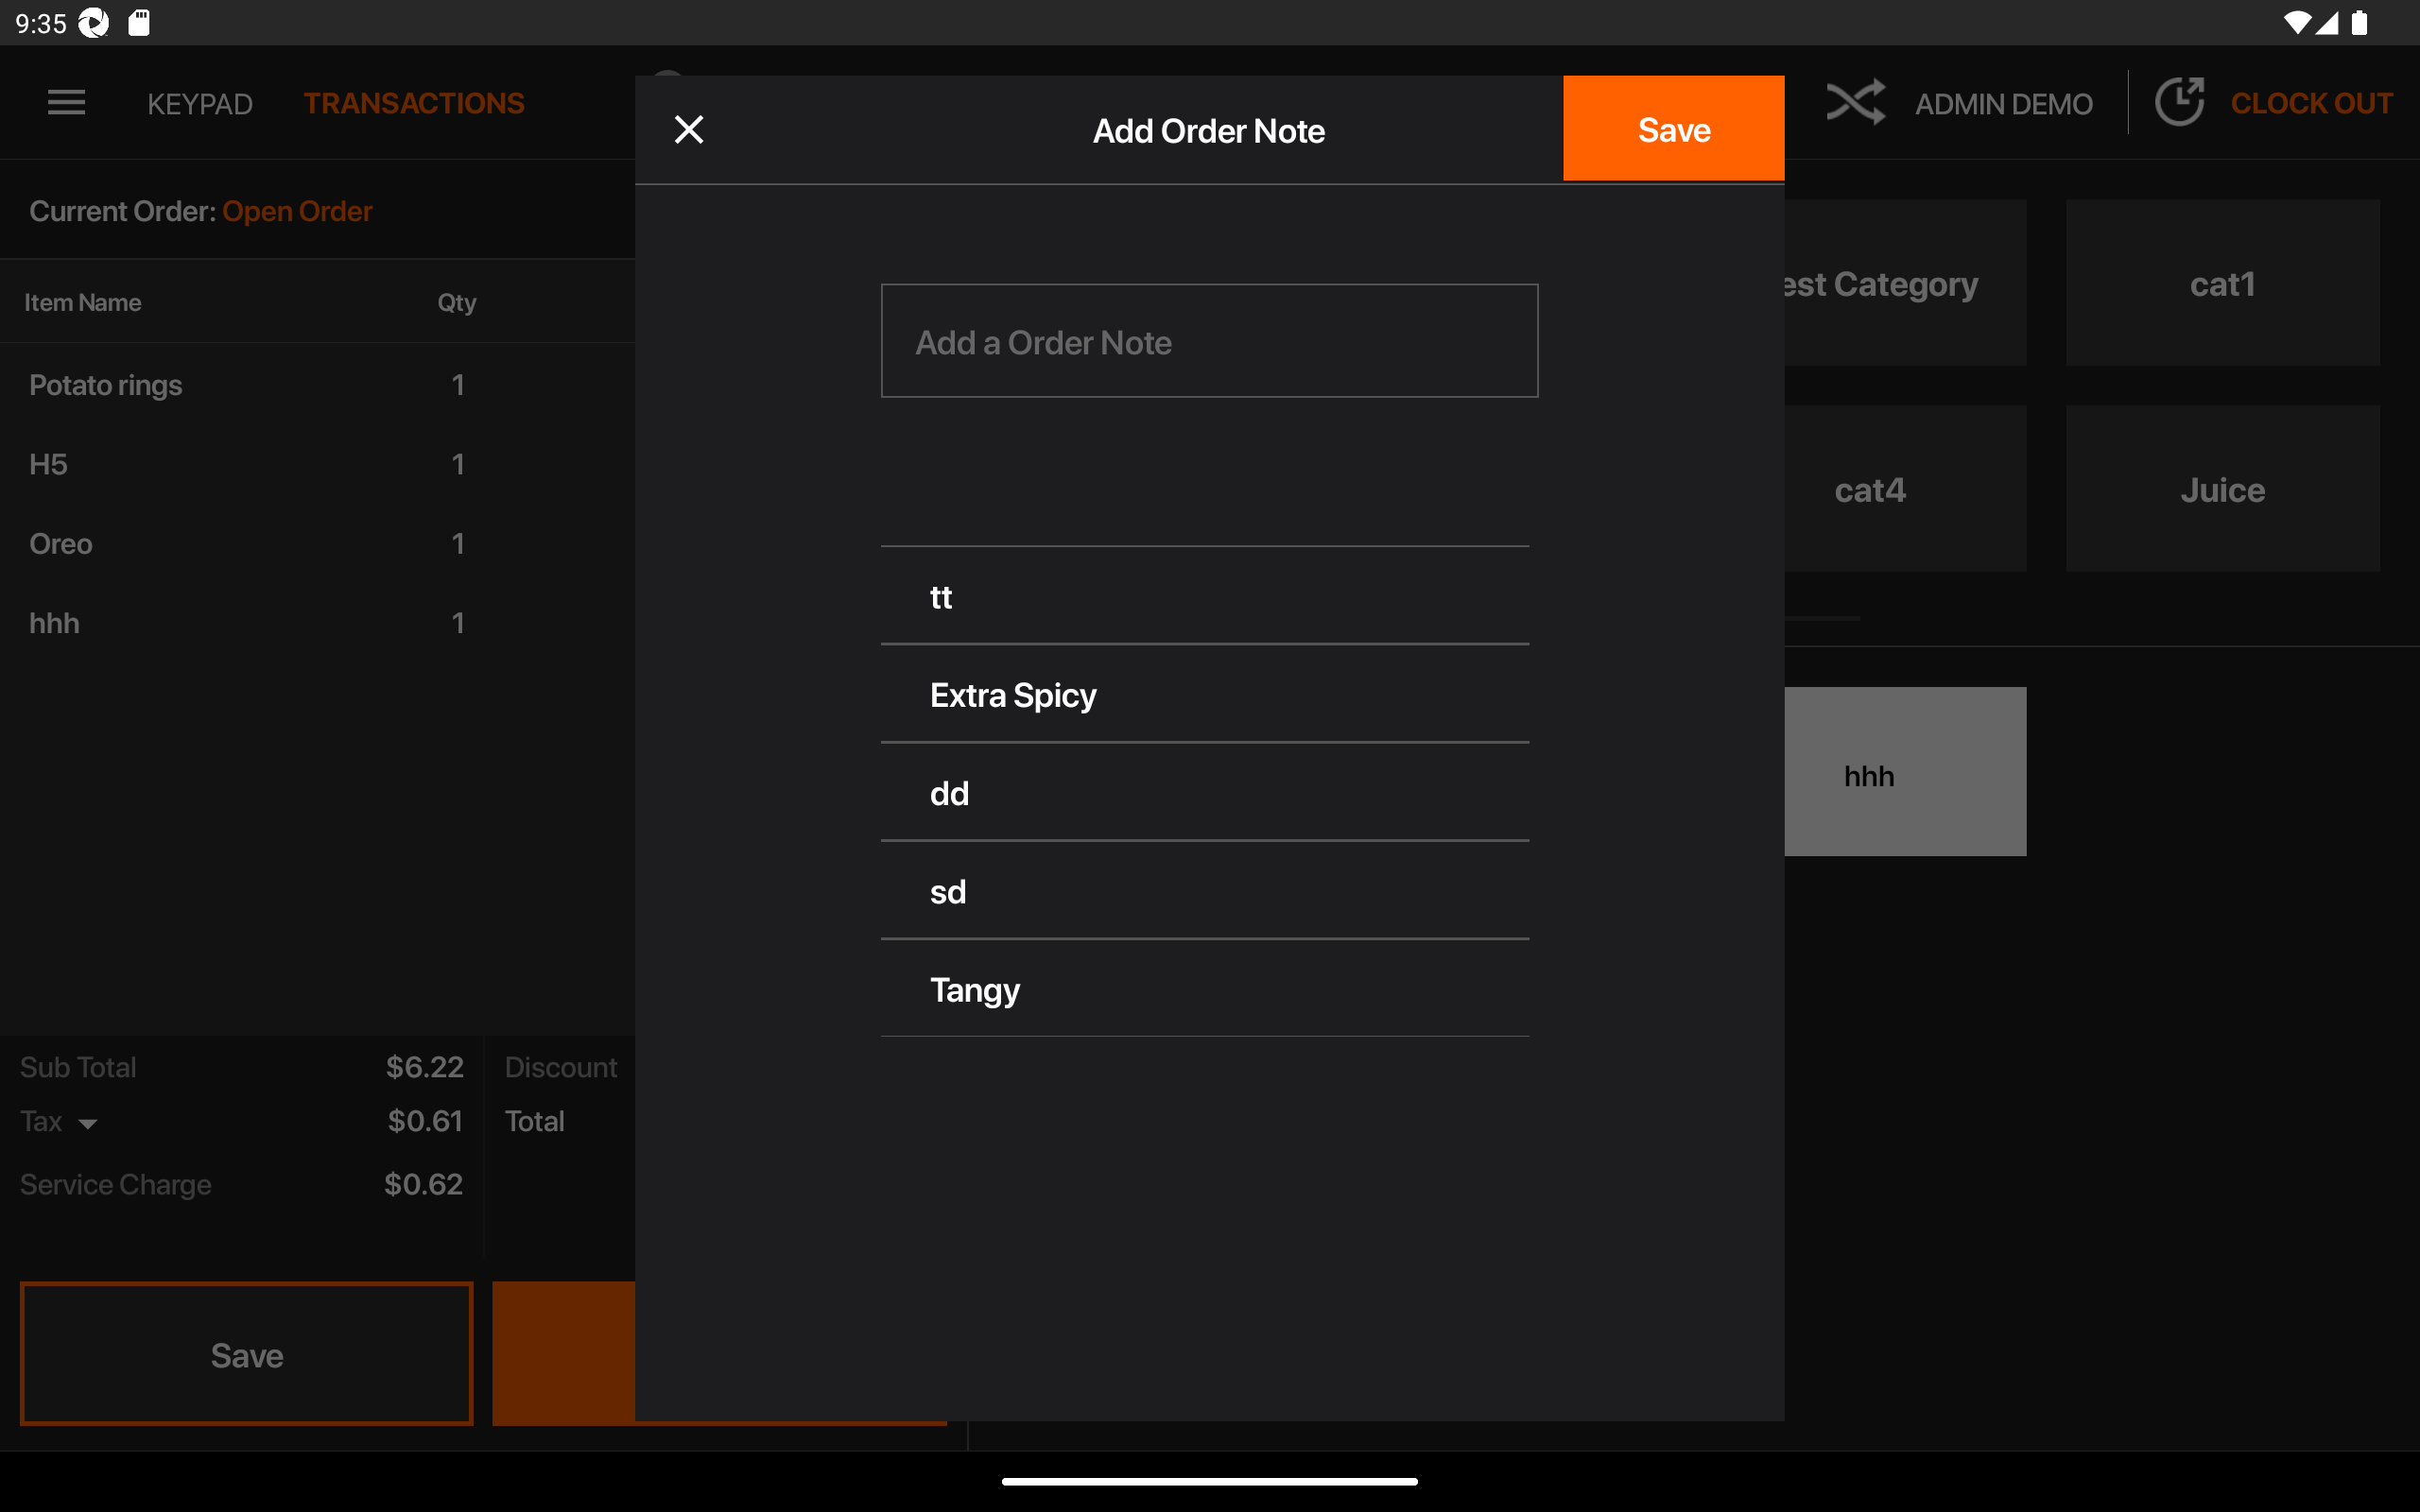 9:35
KEYPAD TRANSACTIONS
ADMIN DEMO CLOCK OUT
Add Order Note
Save
Current Order: Open Order
Item Name Qty
Potato rings 1
H5 1
Oreo 1
hhh 1
Add a Order Note
tt
Extra Spicy
dd
sd
Tangy
est Category
cat1
cat4
Juice
hhh
Sub Total $6.22 Discount
Tax $0.61 Total
Service Charge $0.62
Save